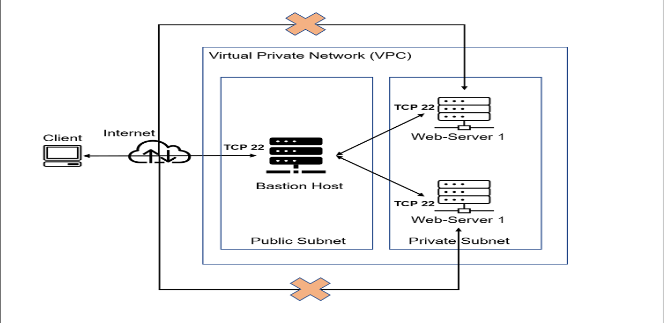 Virtual Private Network (VPC)
Client
Internet
TCP 22
Bastion Host
Public Subnet
TCP 22
Web-Server 1
TCP 22
Web-Server 1
Private Subnet